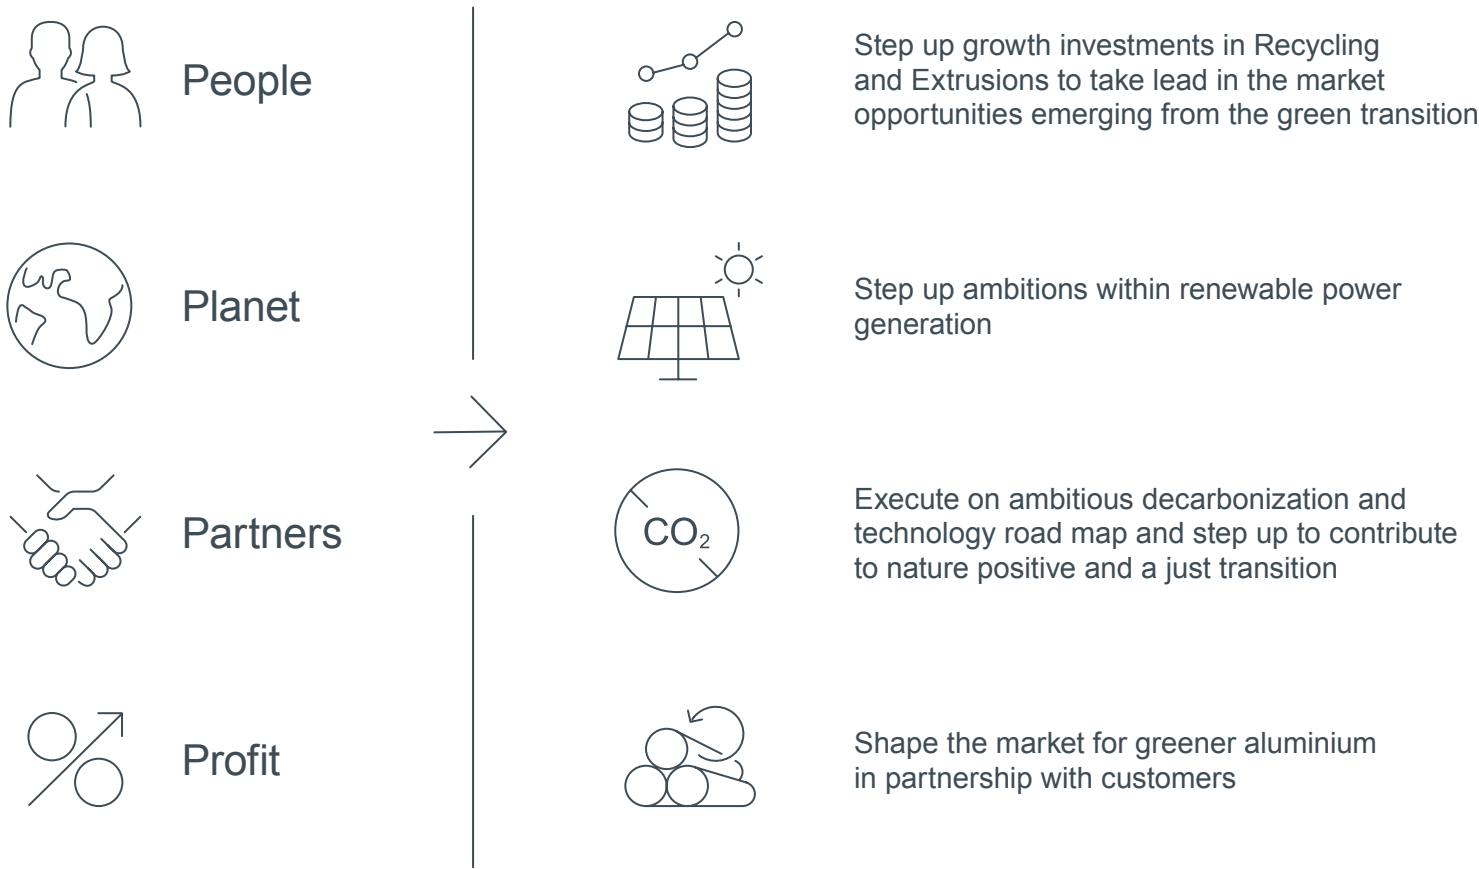 People
Planet
Partners
Profit
Step up growth investments in Recycling
and Extrusions to take lead in the market
opportunities emerging from the green transition
Step up ambitions within renewable power
generation
CO₂
Execute on ambitious decarbonization and
technology road map and step up to contribute
to nature positive and a just transition
Shape the market for greener aluminium
in partnership with customers